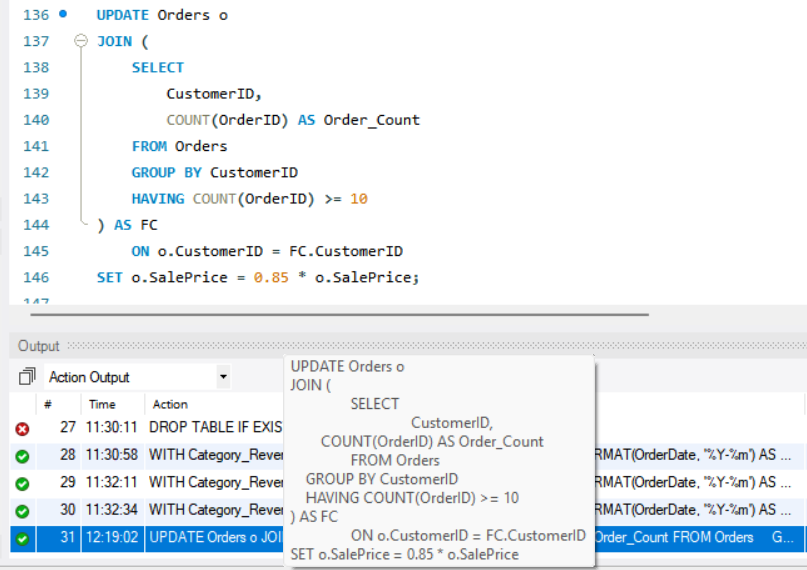 136 UPDATE Orders o
137 JOIN (
138 SELECT
139 CustomerID,
140 COUNT(OrderID) AS Order_Count
141 FROM Orders
142 GROUP BY CustomerID
143 HAVING COUNT(OrderID) >= 10
144 ) AS FC
145 ON o.CustomerID = FC.CustomerID
146 SET o.SalePrice = 0.85 * o.SalePrice;
147
Output
Action Output
# Time Action
27 11:30:11 DROP TABLE IF EXIS
28 11:30:58 WITH Category_Rever RMAT(OrderDate, '%Y-%m') AS ...
29 11:32:11 WITH Category_Rever RMAT(OrderDate, '%Y-%m') AS ...
30 11:32:34 WITH Category_Rever RMAT(OrderDate, '%Y-%m') AS ...
31 12:19:02 UPDATE Orders o JOI Order_Count FROM Orders G...
UPDATE Orders o
JOIN (
SELECT
CustomerID,
COUNT(OrderID) AS Order_Count
FROM Orders
GROUP BY CustomerID
HAVING COUNT(OrderID) >= 10
) AS FC
ON o.CustomerID = FC.CustomerID
SET o.SalePrice = 0.85 * o.SalePrice